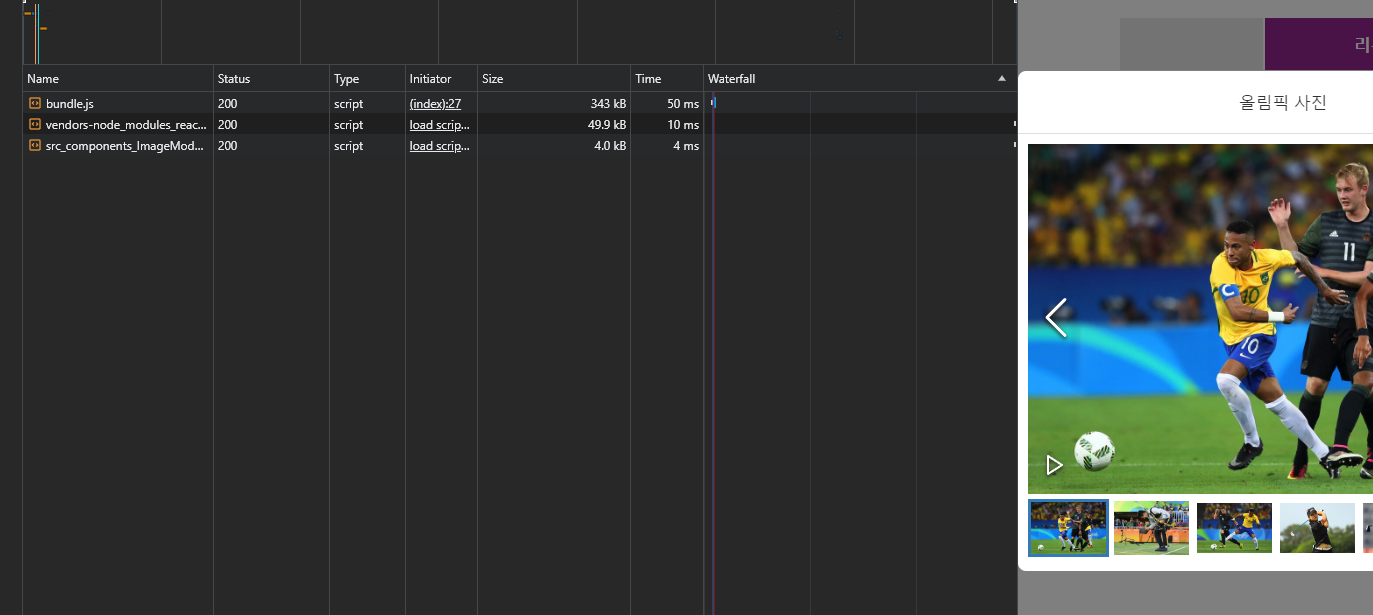 Name Status Type Initiator Size Time Waterfall
bundle.js 200 script (index):27 343 kB 50 ms
vendors-node_modules_reac... 200 script load scrip... 49.9 kB 10 ms
src_components_ImageMod... 200 script load scrip... 4.0 kB 4 ms
리
올림픽 사진
11
10
10